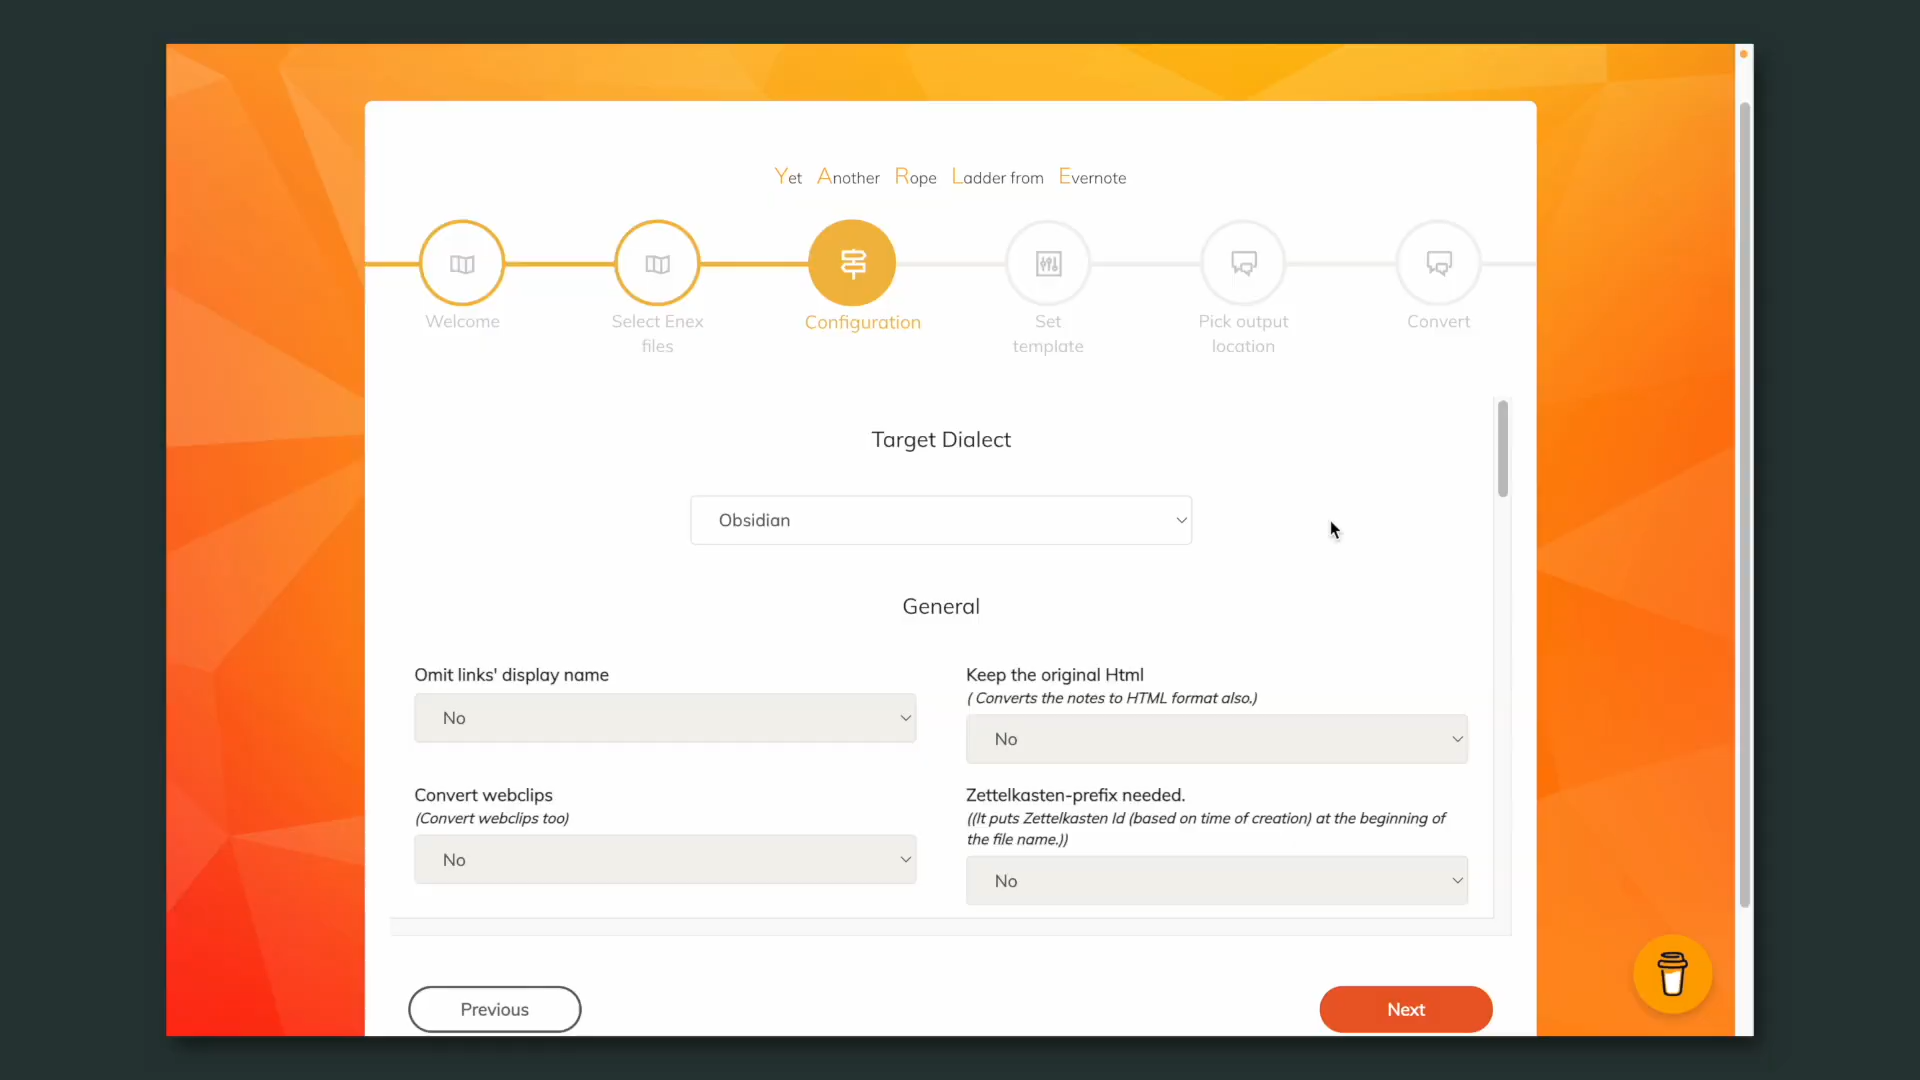 Yet Another Rope Ladder from Evernote
Welcome
Select Enex
files
Configuration
Set
template
Pick output
location
Convert
Target Dialect
Obsidian
General
Omit links' display name
No
Keep the original Html
( Converts the notes to HTML format also.)
No
Convert webclips
(Convert webclips too)
No
Zettelkasten-prefix needed.
((It puts Zettelkasten Id (based on time of creation) at the beginning of
the file name.))
No
Previous
Next